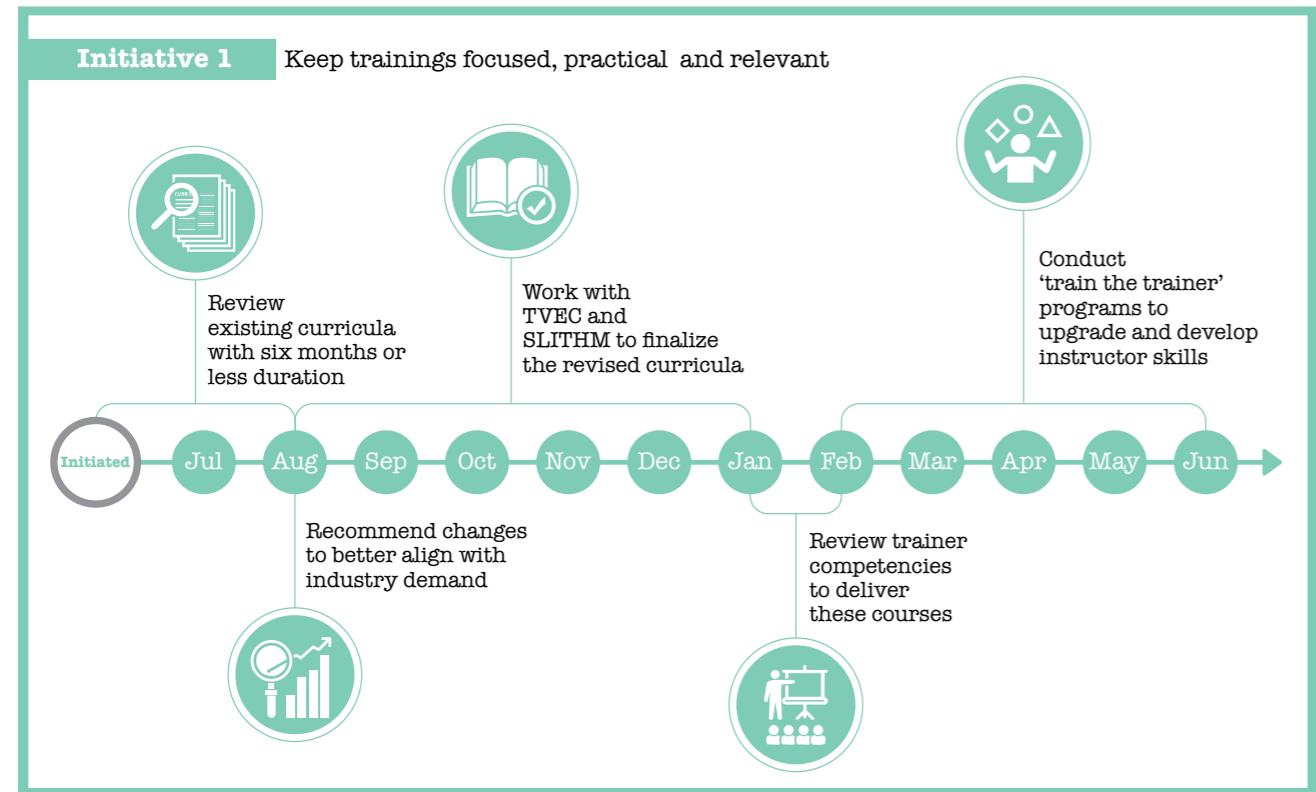 Initiative 1
Keep trainings focused, practical and relevant
CURRI
Review
existing curricula
with six months or
less duration
Work with
TVEC and
SLITHM to finalize
the revised curricula
Conduct
‘train the trainer’
programs to
upgrade and develop
instructor skills
Initiated
Jul
Aug
Sep
Oct
Nov
Dec
Jan
Feb
Mar
Apr
May
Jun
Recommend changes
to better align with
industry demand
Review trainer
competencies
to deliver
these courses